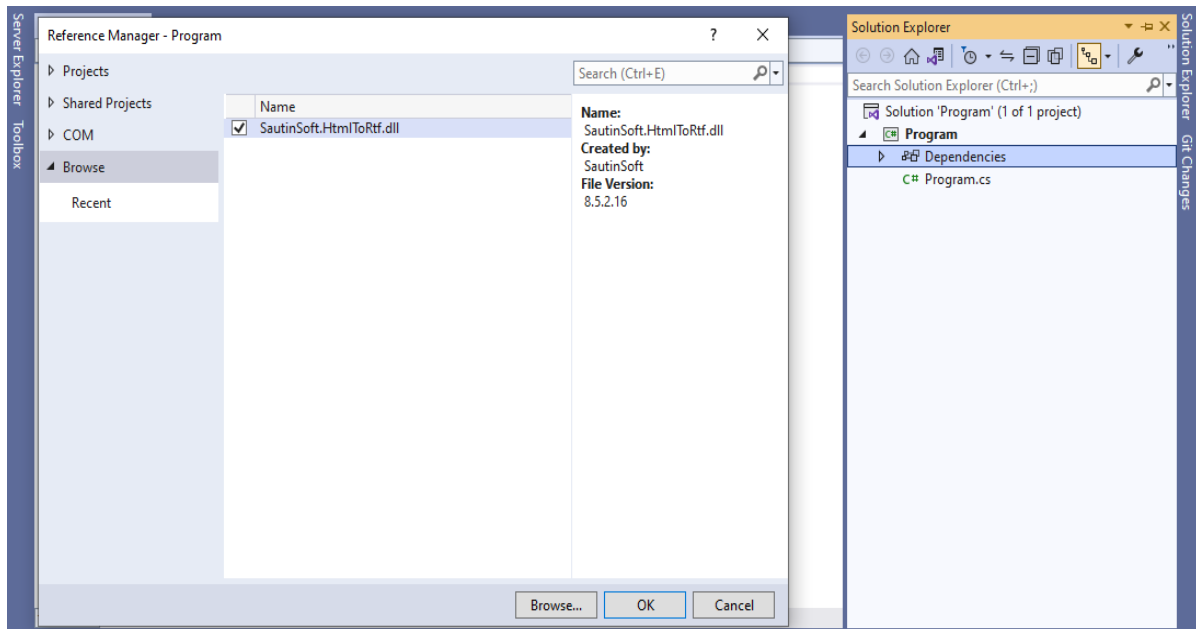 Server Explorer
Toolbox
Reference Manager - Program
?
Projects
Shared Projects
COM
Browse
Recent
Name
SautinSoft.HtmlToRtf.dll
Search (Ctrl+E)
Name:
SautinSoft.HtmlToRtf.dll
Created by:
SautinSoft
File Version:
8.5.2.16
Browse...
OK
Cancel
Solution Explorer
Search Solution Explorer (Ctrl+;)
Solution 'Program' (1 of 1 project)
C# Program
Dependencies
C# Program.cs
Solution Explorer
Git Changes